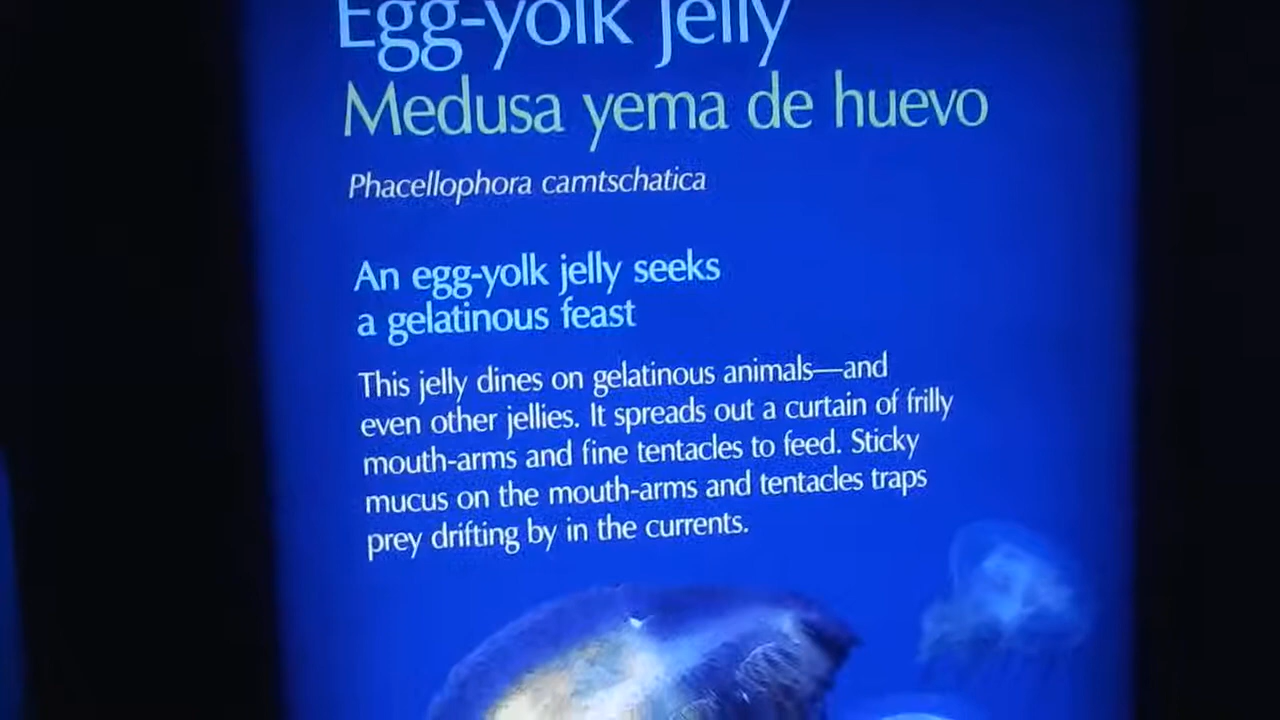 Egg-yolk jelly
Medusa yema de huevo
Phacellophora camtschatica
An egg-yolk jelly seeks
a gelatinous feast
This jelly dines on gelatinous animals—and
even other jellies. It spreads out a curtain of frilly
mouth-arms and fine tentacles to feed. Sticky
mucus on the mouth-arms and tentacles traps
prey drifting by in the currents.